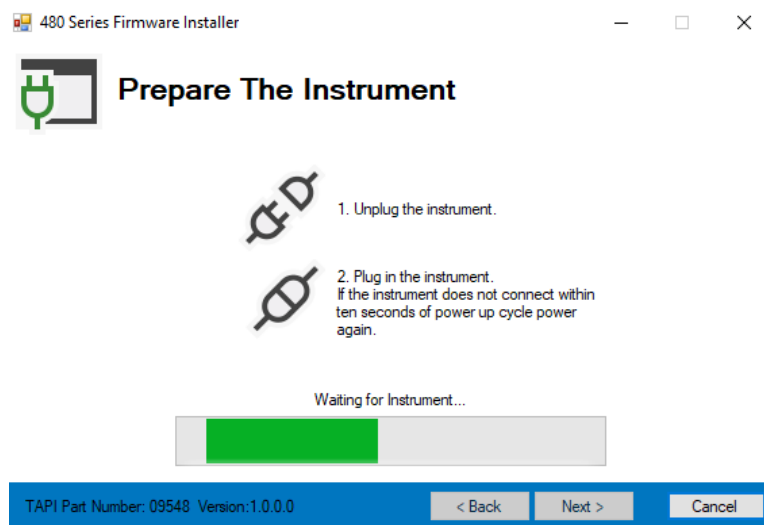 480 Series Firmware Installer
Prepare The Instrument
1. Unplug the instrument.
2. Plug in the instrument.
If the instrument does not connect within
ten seconds of power up cycle power
again.
Waiting for Instrument...
TAPI Part Number: 09548 Version:1.0.0.0
< Back
Next >
Cancel